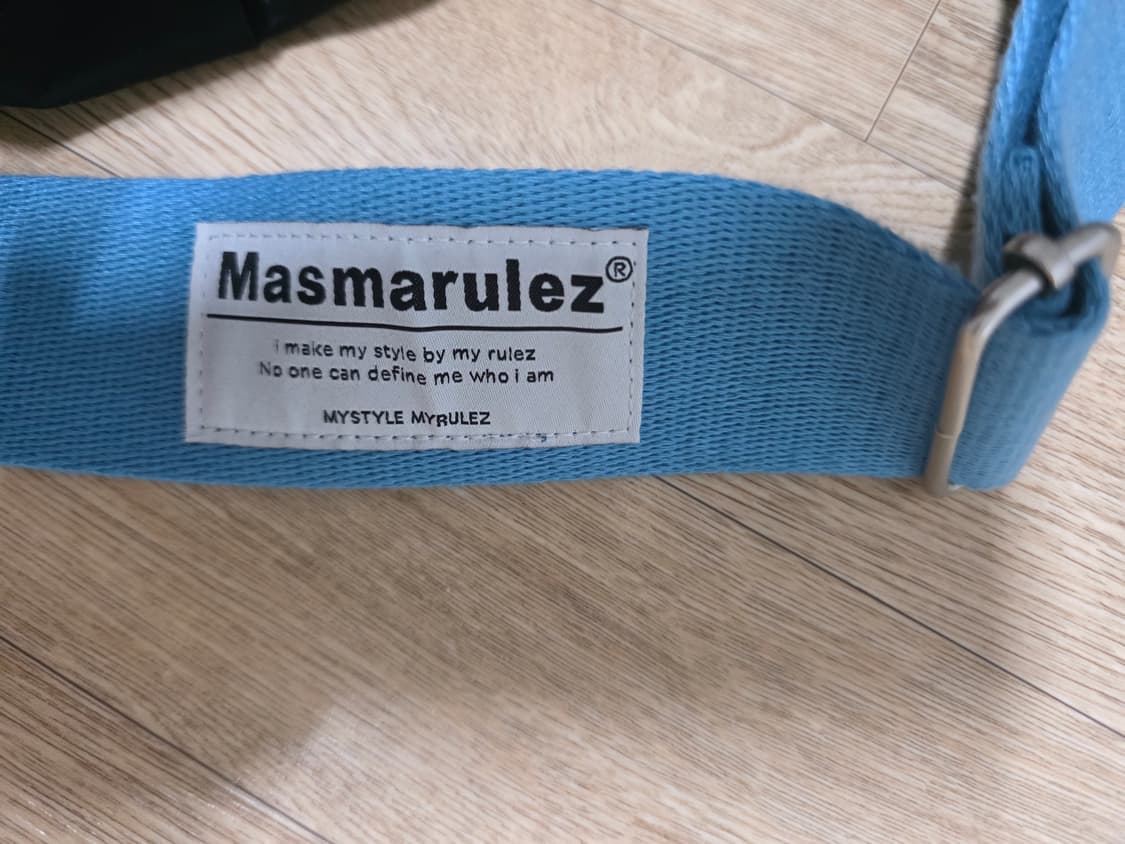 Masmarulez®
i make my style by my rulez
No one can define me who i am
MYSTYLE MYRULEZ